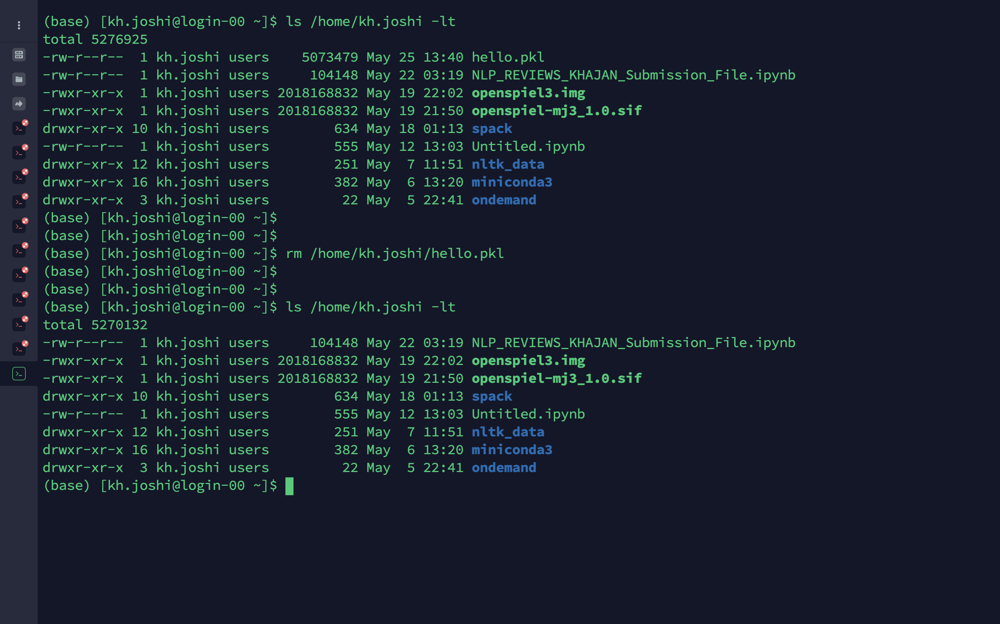 (base) [kh.joshi@login-00 ~]$ ls /home/kh.joshi -lt
total 5276925
-rw-r--r--  1 kh.joshi users    5073479 May 25 13:40 hello.pkl
-rw-r--r--  1 kh.joshi users     104148 May 22 03:19 NLP_REVIEWS_KHAJAN_Submission_File.ipynb
-rwxr-xr-x  1 kh.joshi users 2018168832 May 19 22:02 openspiel3.img
-rwxr-xr-x  1 kh.joshi users 2018168832 May 19 21:50 openspiel-mj3_1.0.sif
drwxr-xr-x 10 kh.joshi users        634 May 18 01:13 spack
-rw-r--r--  1 kh.joshi users        555 May 12 13:03 Untitled.ipynb
drwxr-xr-x 12 kh.joshi users        251 May  7 11:51 nltk_data
drwxr-xr-x 16 kh.joshi users        382 May  6 13:20 miniconda3
drwxr-xr-x  3 kh.joshi users         22 May  5 22:41 ondemand
(base) [kh.joshi@login-00 ~]$
(base) [kh.joshi@login-00 ~]$
(base) [kh.joshi@login-00 ~]$ rm /home/kh.joshi/hello.pkl
(base) [kh.joshi@login-00 ~]$
(base) [kh.joshi@login-00 ~]$
(base) [kh.joshi@login-00 ~]$ ls /home/kh.joshi -lt
total 5270132
-rw-r--r--  1 kh.joshi users     104148 May 22 03:19 NLP_REVIEWS_KHAJAN_Submission_File.ipynb
-rwxr-xr-x  1 kh.joshi users 2018168832 May 19 22:02 openspiel3.img
-rwxr-xr-x  1 kh.joshi users 2018168832 May 19 21:50 openspiel-mj3_1.0.sif
drwxr-xr-x 10 kh.joshi users        634 May 18 01:13 spack
-rw-r--r--  1 kh.joshi users        555 May 12 13:03 Untitled.ipynb
drwxr-xr-x 12 kh.joshi users        251 May  7 11:51 nltk_data
drwxr-xr-x 16 kh.joshi users        382 May  6 13:20 miniconda3
drwxr-xr-x  3 kh.joshi users         22 May  5 22:41 ondemand
(base) [kh.joshi@login-00 ~]$